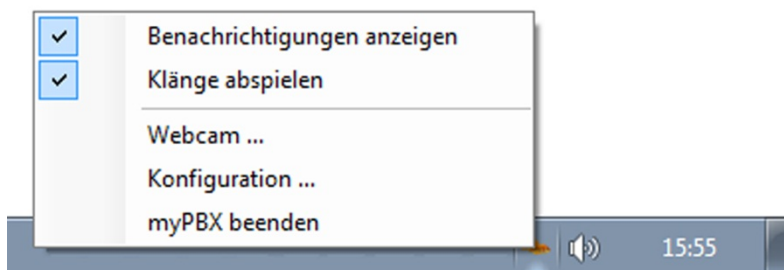 Benachrichtigungen anzeigen
Klänge abspielen
Webcam ...
Konfiguration ...
myPBX beenden
15:55